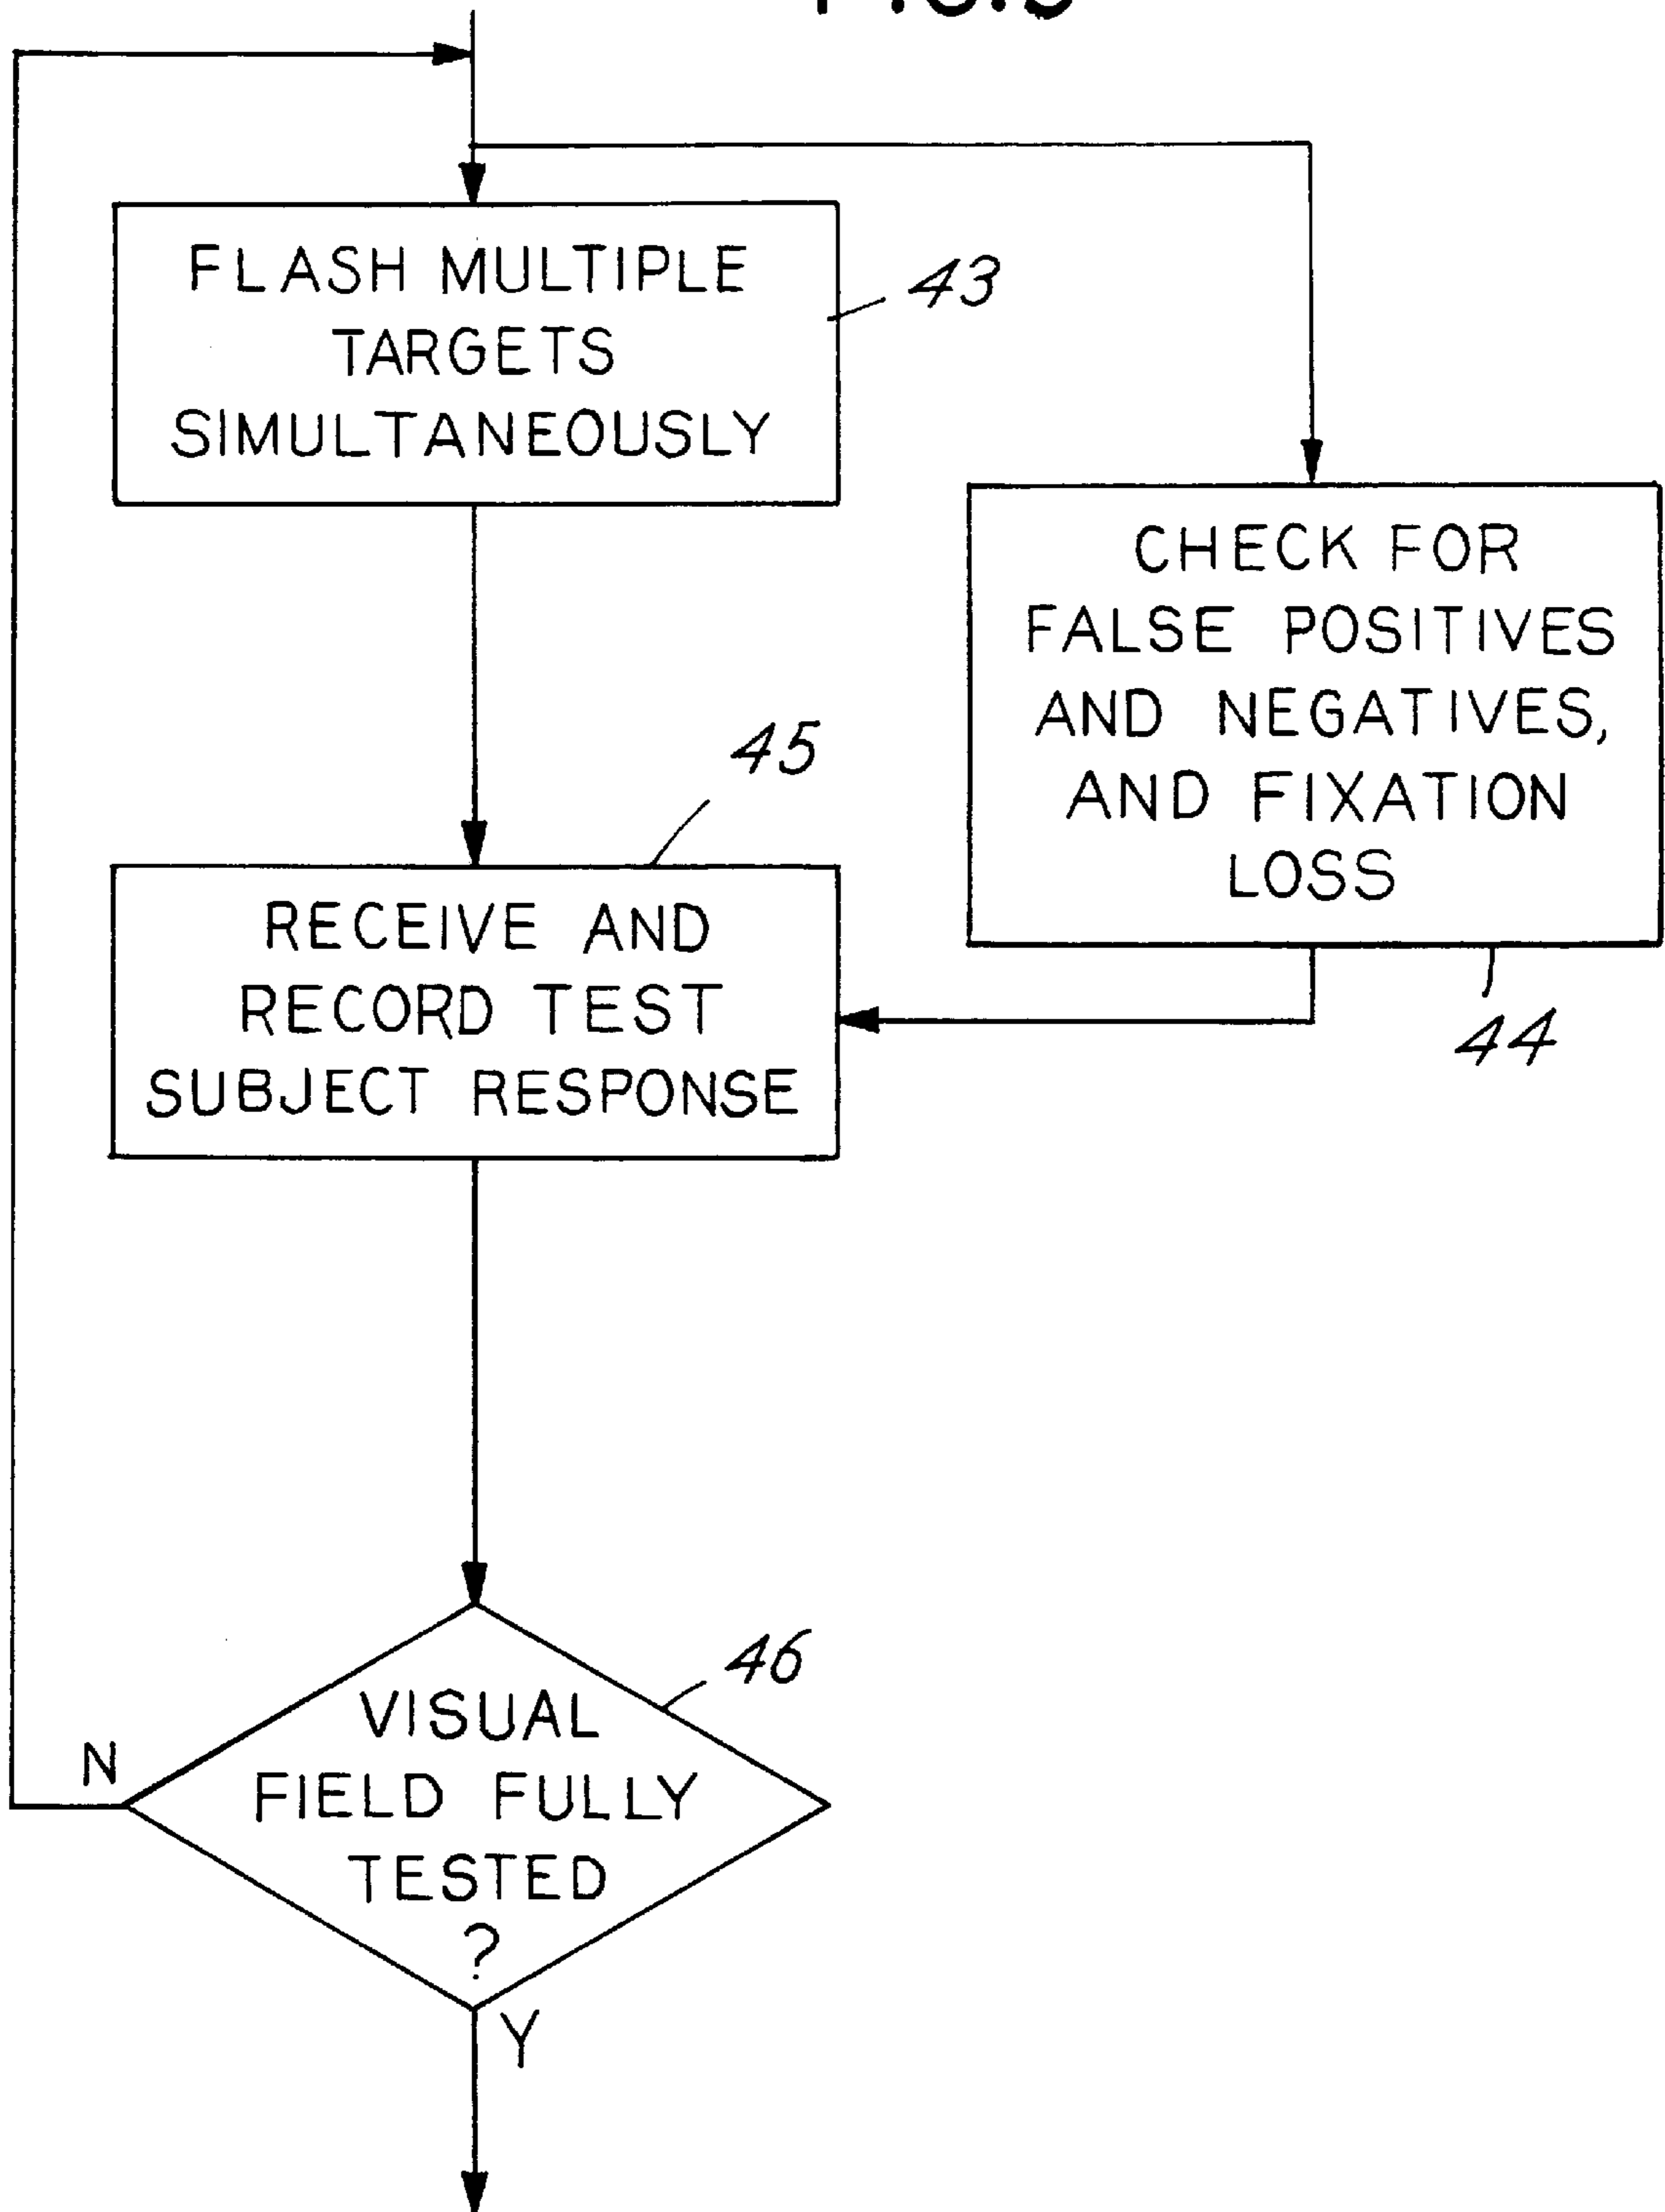 FLASH MULTIPLE
TARGETS
SIMULTANEOUSLY
43
CHECK FOR
FALSE POSITIVES
AND NEGATIVES,
AND FIXATION
LOSS
44
45
RECEIVE AND
RECORD TEST
SUBJECT RESPONSE
46
VISUAL
FIELD FULLY
TESTED
?
N
Y